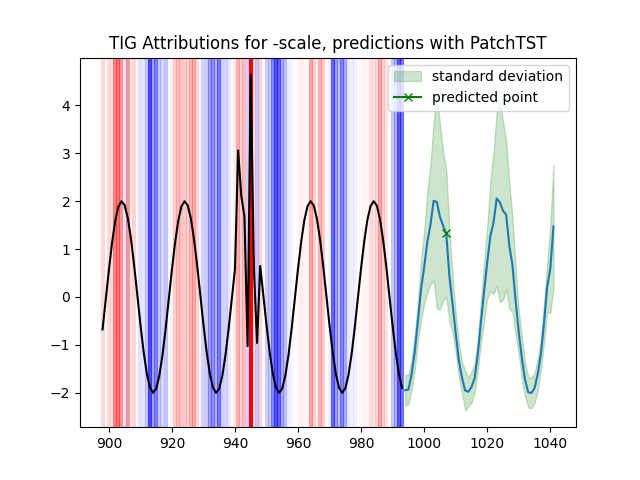 TIG Attributions for -scale, predictions with PatchTST
standard deviation
predicted point
4
3
2
1
0
−1
−2
900 920 940 960 980 1000 1020 1040